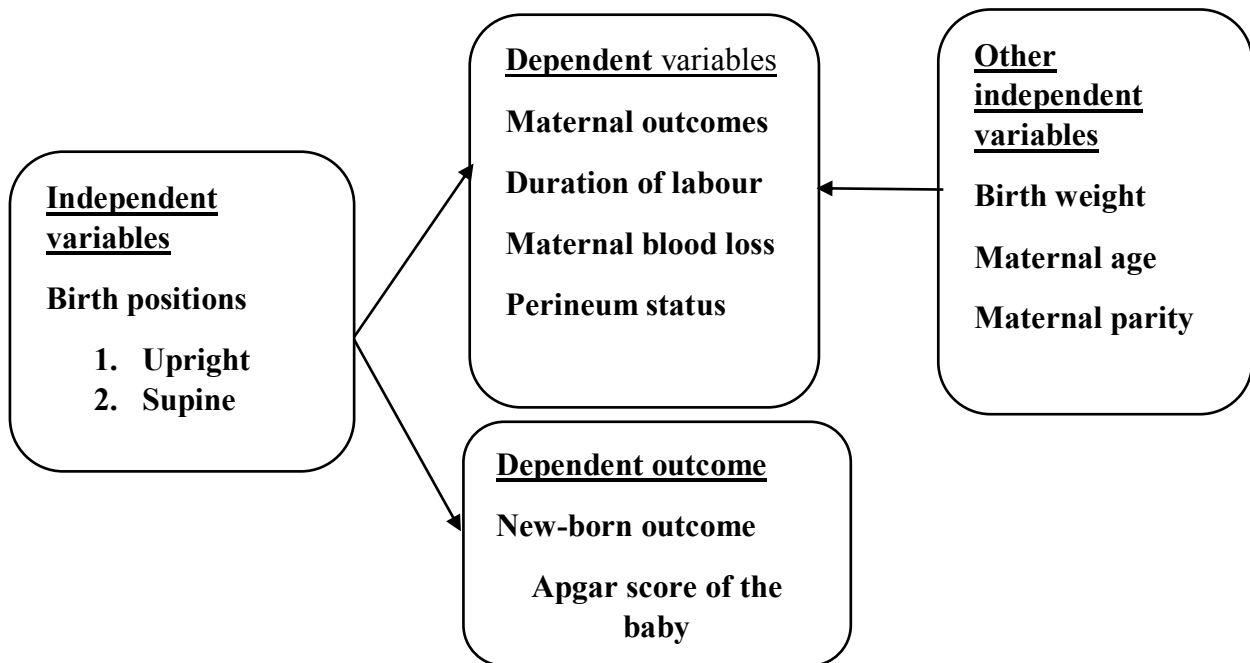 Independent
variables
Birth positions
1. Upright
2. Supine
Dependent variables
Maternal outcomes
Duration of labour
Maternal blood loss
Perineum status
Dependent outcome
New-born outcome
Apgar score of the
baby
Other
independent
variables
Birth weight
Maternal age
Maternal parity